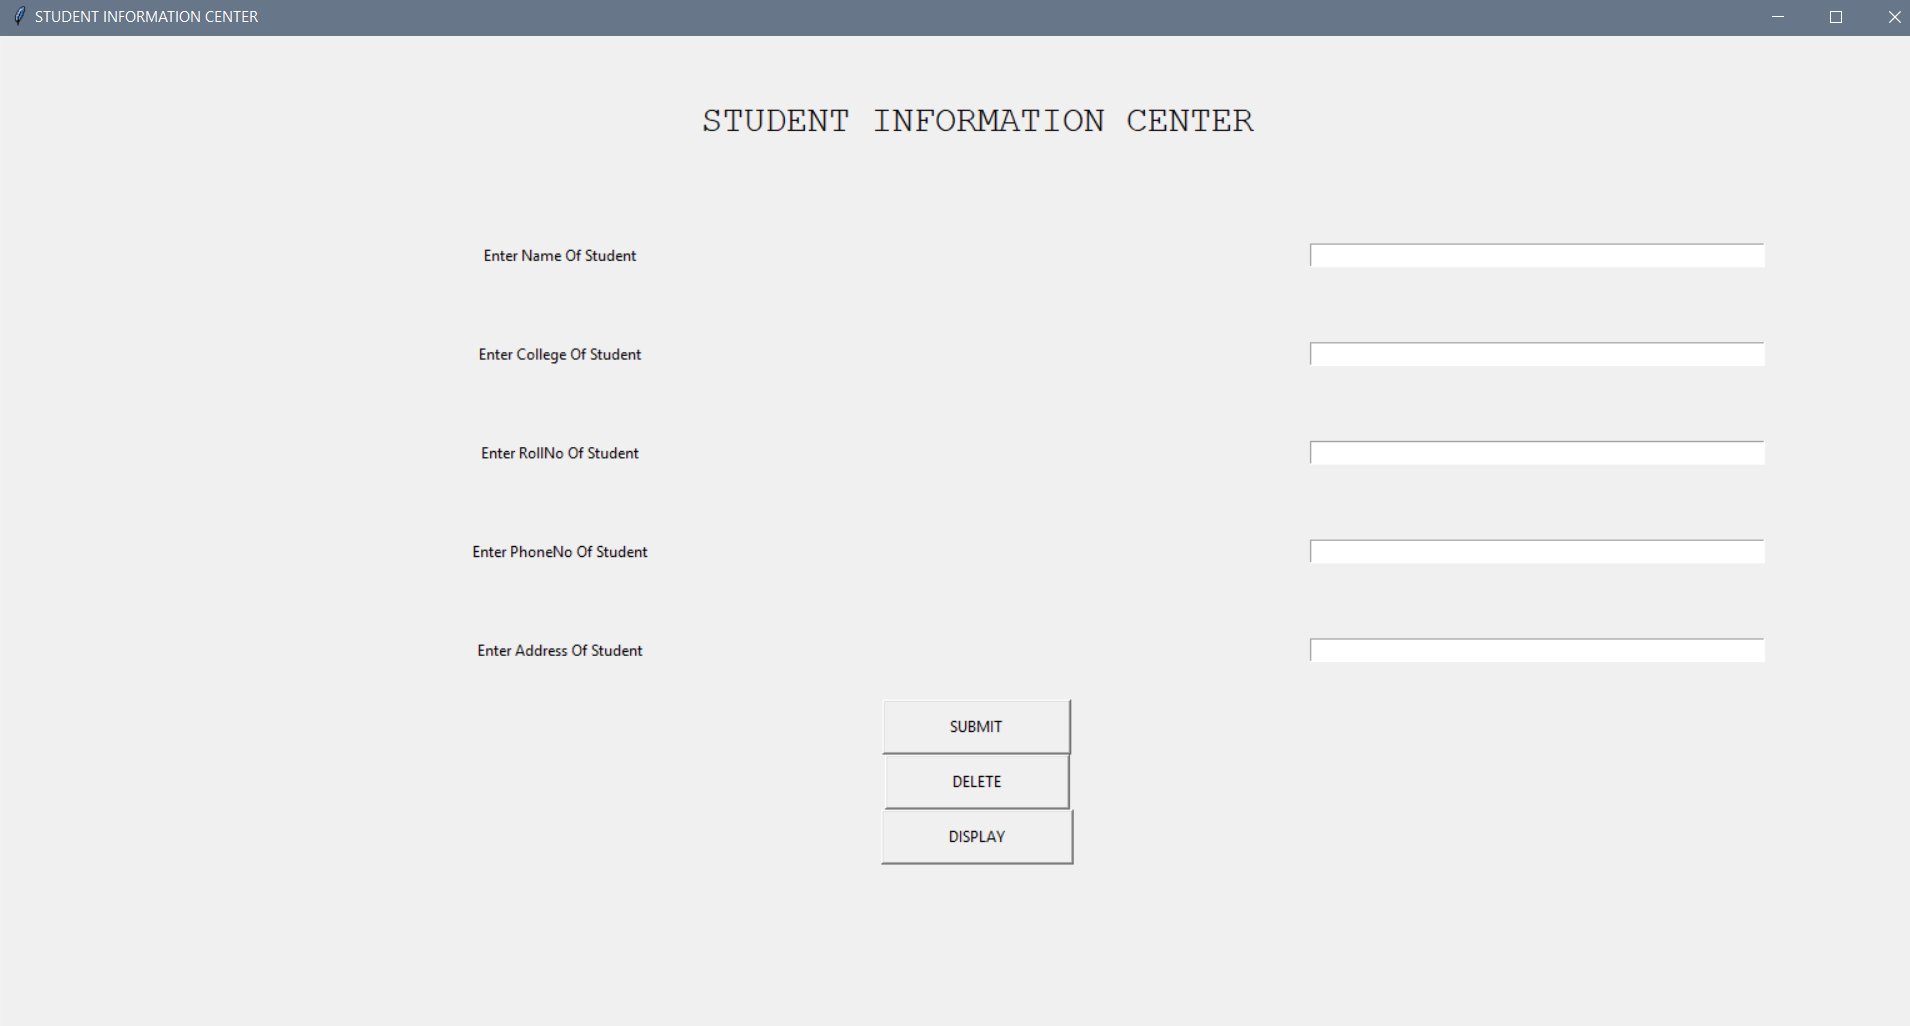 STUDENT INFORMATION CENTER
STUDENT INFORMATION CENTER
Enter Name Of Student
Enter College Of Student
Enter RollNo Of Student
Enter PhoneNo Of Student
Enter Address Of Student
SUBMIT
DELETE
DISPLAY